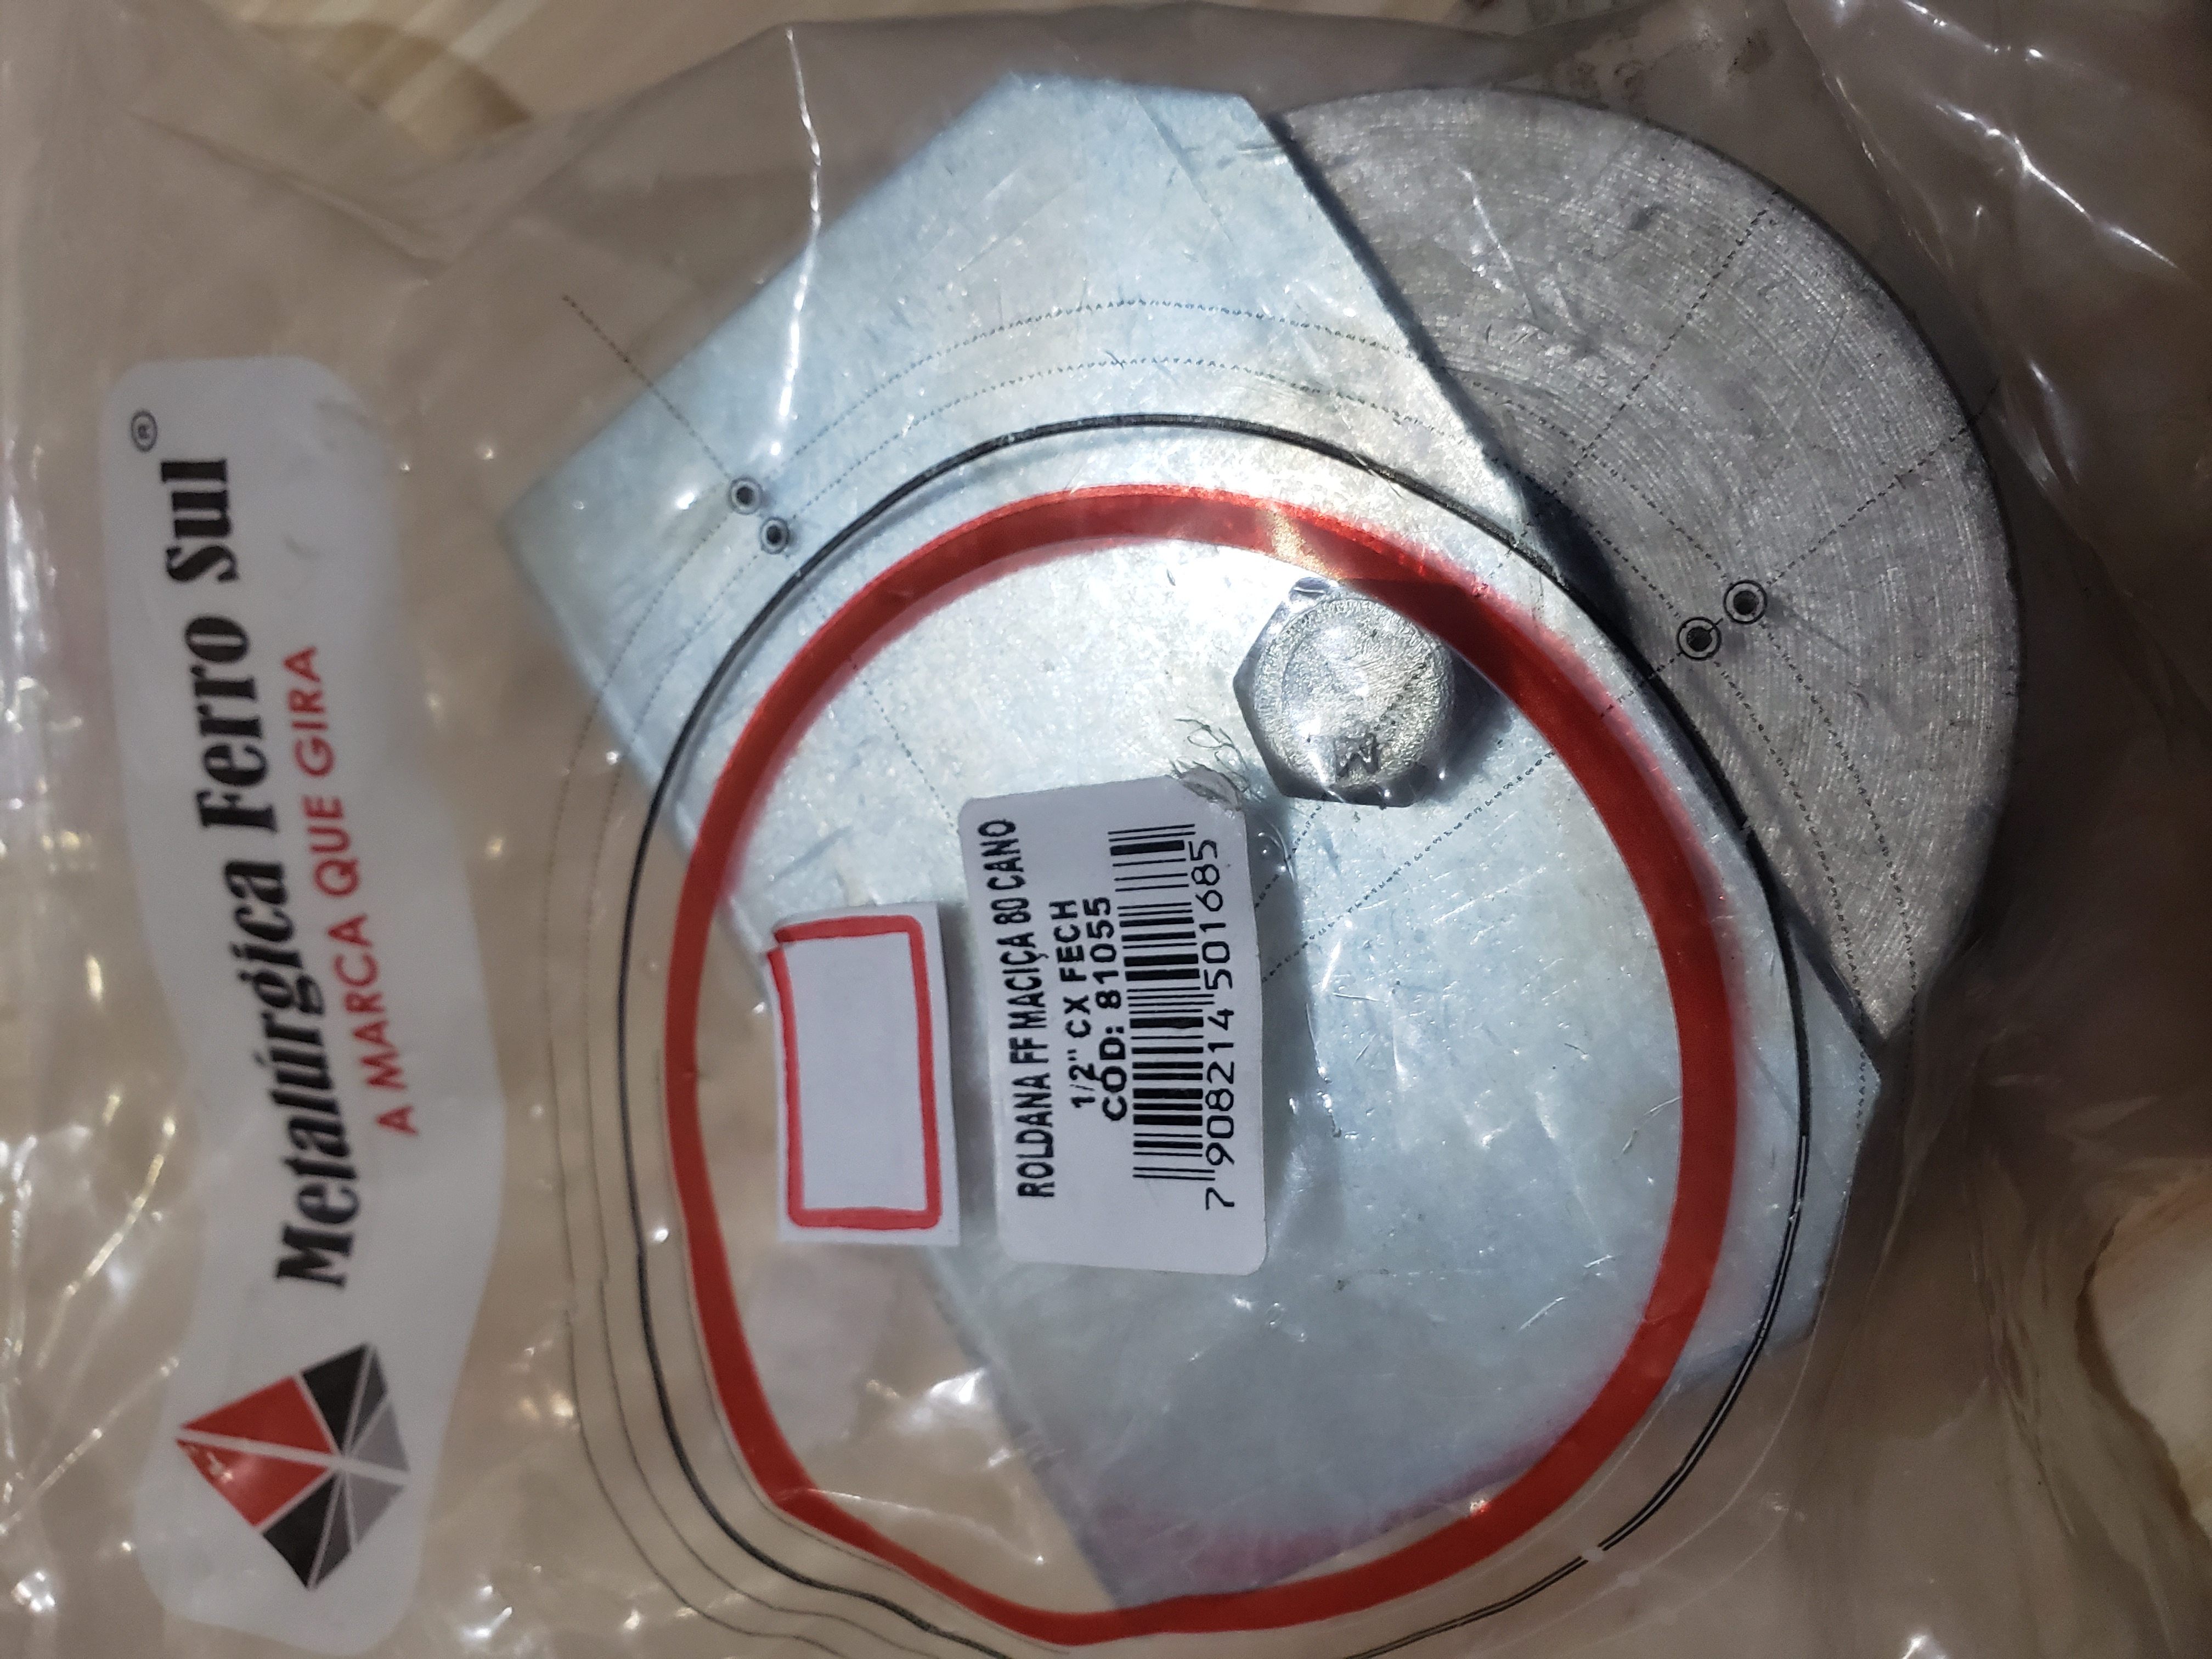 Metalúrgica Ferro Sul ®
A MARCA QUE GIRA
ROLDANA FF MACIÇA 80 CANO
1/2" CX FECH
COD: 81055
7 908214 501685
M